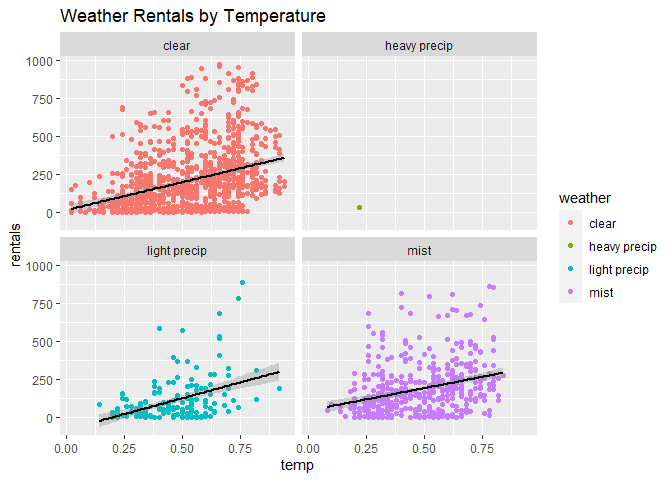 Weather Rentals by Temperature
clear
heavy precip
1000
750
500
250
0
light precip
mist
1000
750
500
250
0
rentals
0.00 0.25 0.50 0.75 0.00 0.25 0.50 0.75
temp
weather
clear
heavy precip
light precip
mist